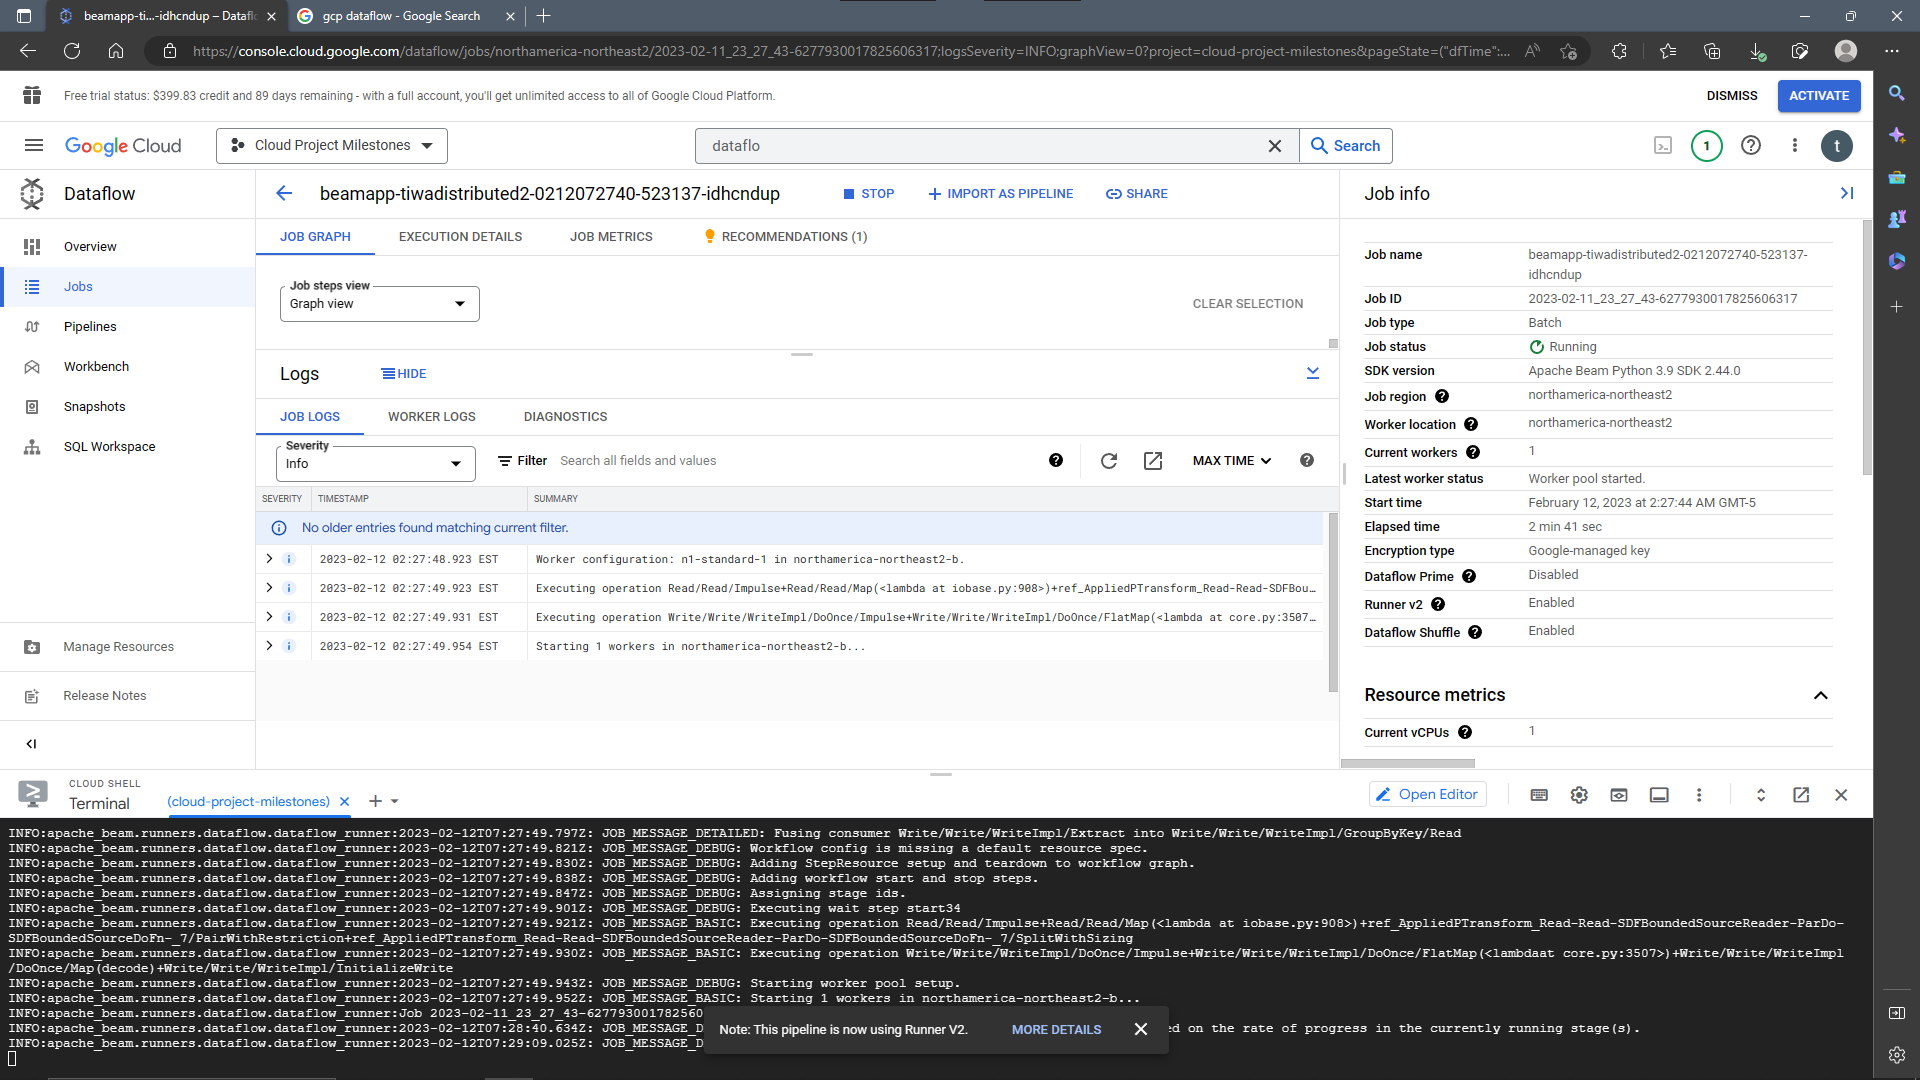 beamapp-ti...-idhcndup – Dataflo
gcp dataflow - Google Search
https://console.cloud.google.com/dataflow/jobs/northamerica-northeast2/2023-02-11_23_27_43-6277930017825606317;logsSeverity=INFO;graphView=0?project=cloud-project-milestones&pageState=("dfTime":...
Free trial status: $399.83 credit and 89 days remaining - with a full account, you'll get unlimited access to all of Google Cloud Platform.
DISMISS
ACTIVATE
Google Cloud
Cloud Project Milestones
dataflo
Search
1
t
Dataflow
beamapp-tiwadistributed2-0212072740-523137-idhcndup
STOP
IMPORT AS PIPELINE
SHARE
Overview
Jobs
Pipelines
Workbench
Snapshots
SQL Workspace
Manage Resources
Release Notes
JOB GRAPH
EXECUTION DETAILS
JOB METRICS
RECOMMENDATIONS (1)
Job steps view
Graph view
CLEAR SELECTION
Logs
HIDE
JOB LOGS
WORKER LOGS
DIAGNOSTICS
Severity
Info
Filter
Search all fields and values
MAX TIME
SEVERITY
TIMESTAMP
SUMMARY
No older entries found matching current filter.
2023-02-12 02:27:48.923 EST Worker configuration: n1-standard-1 in northamerica-northeast2-b.
2023-02-12 02:27:49.923 EST Executing operation Read/Read/Impulse+Read/Read/Map(<lambda at iobase.py:908>)+ref_AppliedPTransform_Read-Read-SDFBou...
2023-02-12 02:27:49.931 EST Executing operation Write/Write/WriteImpl/DoOnce/Impulse+Write/Write/WriteImpl/DoOnce/FlatMap(<lambda at core.py:3507...
2023-02-12 02:27:49.954 EST Starting 1 workers in northamerica-northeast2-b...
Job info
Job name beamapp-tiwadistributed2-0212072740-523137-
idhcndup
Job ID 2023-02-11_23_27_43-6277930017825606317
Job type Batch
Job status Running
SDK version Apache Beam Python 3.9 SDK 2.44.0
Job region northamerica-northeast2
Worker location northamerica-northeast2
Current workers 1
Latest worker status Worker pool started.
Start time February 12, 2023 at 2:27:44 AM GMT-5
Elapsed time 2 min 41 sec
Encryption type Google-managed key
Dataflow Prime Disabled
Runner v2 Enabled
Dataflow Shuffle Enabled
Resource metrics
Current vCPUs 1
CLOUD SHELL
Terminal
(cloud-project-milestones)
Open Editor
INFO:apache_beam.runners.dataflow.dataflow_runner:2023-02-12T07:27:49.797Z: JOB_MESSAGE_DETAILED: Fusing consumer Write/Write/WriteImpl/Extract into Write/Write/WriteImpl/GroupByKey/Read
INFO:apache_beam.runners.dataflow.dataflow_runner:2023-02-12T07:27:49.821Z: JOB_MESSAGE_DEBUG: Workflow config is missing a default resource spec.
INFO:apache_beam.runners.dataflow.dataflow_runner:2023-02-12T07:27:49.830Z: JOB_MESSAGE_DEBUG: Adding StepResource setup and teardown to workflow graph.
INFO:apache_beam.runners.dataflow.dataflow_runner:2023-02-12T07:27:49.838Z: JOB_MESSAGE_DEBUG: Adding workflow start and stop steps.
INFO:apache_beam.runners.dataflow.dataflow_runner:2023-02-12T07:27:49.847Z: JOB_MESSAGE_DEBUG: Assigning stage ids.
INFO:apache_beam.runners.dataflow.dataflow_runner:2023-02-12T07:27:49.901Z: JOB_MESSAGE_DEBUG: Executing wait step start34
INFO:apache_beam.runners.dataflow.dataflow_runner:2023-02-12T07:27:49.922Z: JOB_MESSAGE_BASIC: Executing operation Read/Read/Impulse+Read/Read/Map(<lambda at iobase.py:908>)+ref_AppliedPTransform_Read-Read-SDFBoundedSourceReader-ParDo-
SDFBoundedSourceDoFn-_7/PairWithRestriction+ref_AppliedPTransform_Read-Read-SDFBoundedSourceReader-ParDo-SDFBoundedSourceDoFn-_7/SplitWithSizing
INFO:apache_beam.runners.dataflow.dataflow_runner:2023-02-12T07:27:49.930Z: JOB_MESSAGE_BASIC: Executing operation Write/Write/WriteImpl/DoOnce/Impulse+Write/Write/WriteImpl/DoOnce/FlatMap(<lambdaat core.py:3507>)+Write/Write/WriteImpl
/DoOnce/Map(decode)+Write/Write/WriteImpl/InitializeWrite
INFO:apache_beam.runners.dataflow.dataflow_runner:2023-02-12T07:27:49.943Z: JOB_MESSAGE_DEBUG: Starting worker pool setup.
INFO:apache_beam.runners.dataflow.dataflow_runner:2023-02-12T07:27:49.952Z: JOB_MESSAGE_BASIC: Starting 1 workers in northamerica-northeast2-b...
INFO:apache_beam.runners.dataflow.dataflow_runner:Job 2023-02-11_23_27_43-627793001782560
INFO:apache_beam.runners.dataflow.dataflow_runner:2023-02-12T07:28:40.634Z: JOB_MESSAGE_D ed on the rate of progress in the currently running stage(s).
INFO:apache_beam.runners.dataflow.dataflow_runner:2023-02-12T07:29:09.025Z: JOB_MESSAGE_D
Note: This pipeline is now using Runner V2.
MORE DETAILS